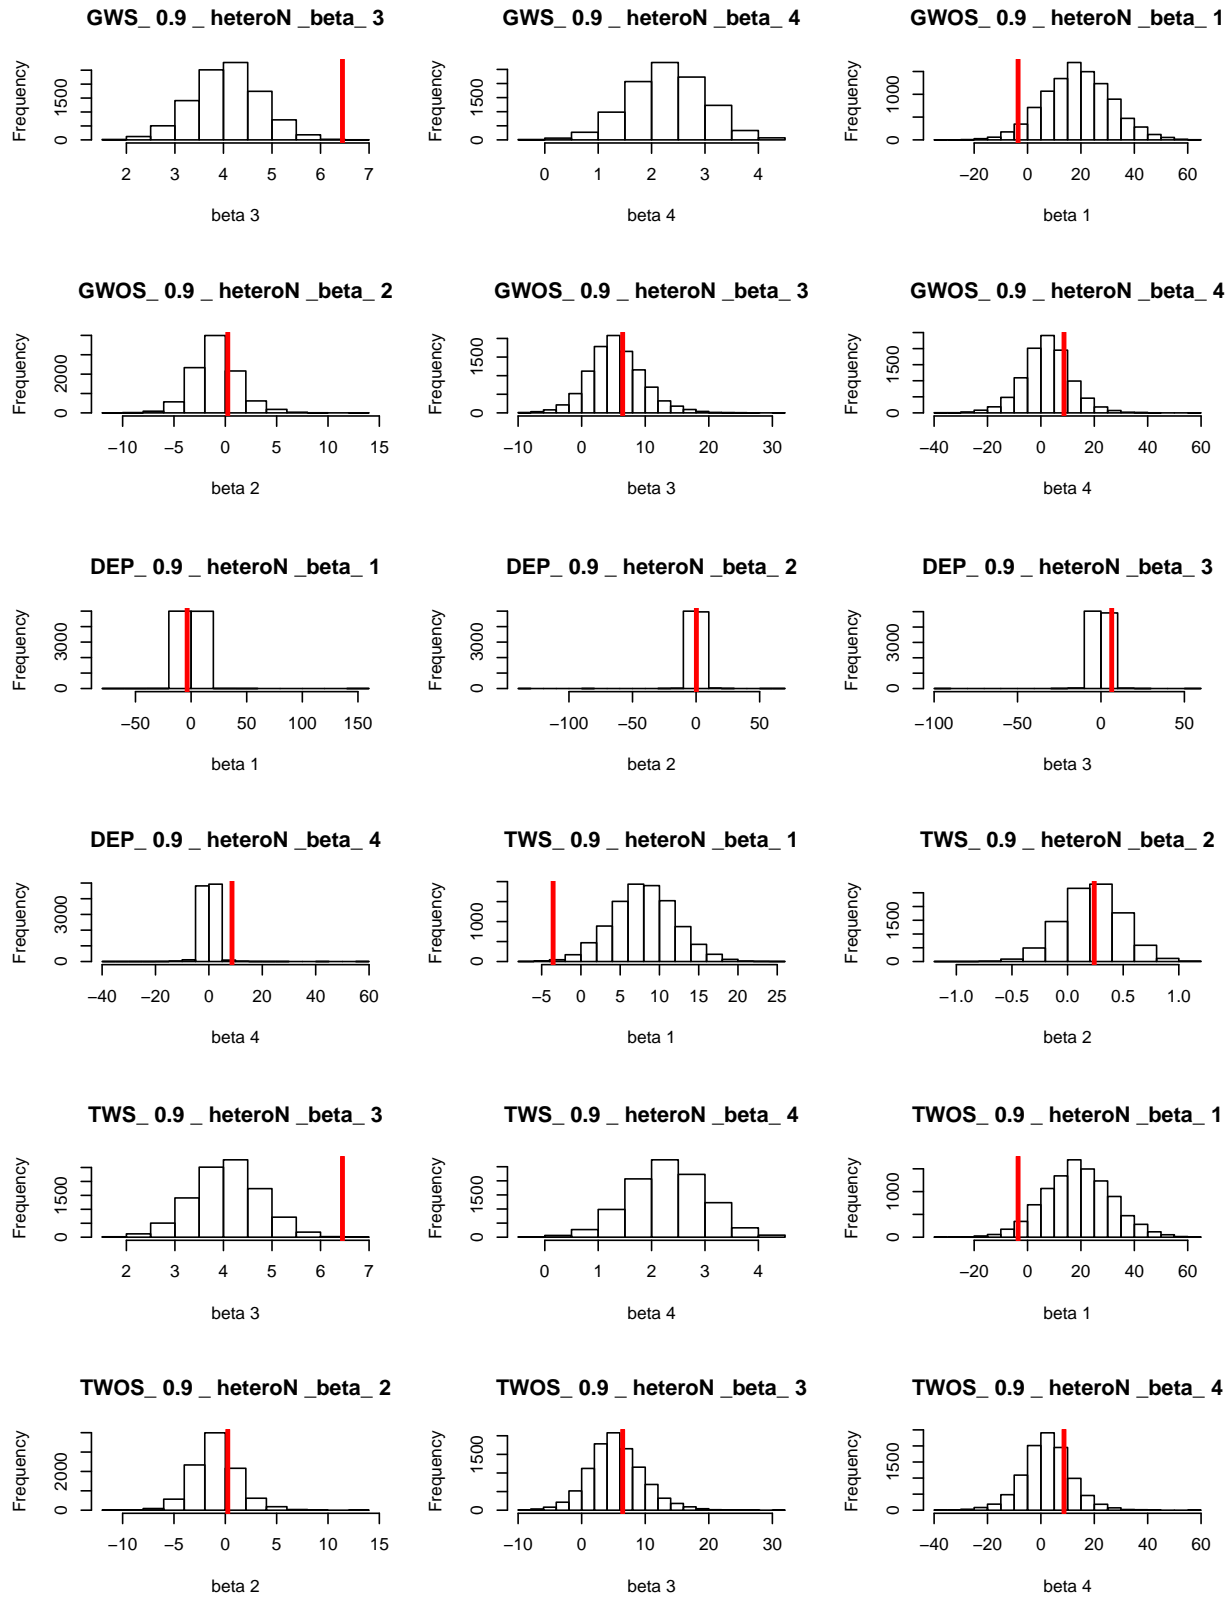 GWS_ 0.9 _ heteroN _beta_ 3
GWS_ 0.9 _ heteroN _beta_ 4
GWOS_ 0.9 _ heteroN _beta_ 1
Frequency
0 1500
2 3 4 5 6 7
beta 3
Frequency
0 1500
0 1 2 3 4
beta 4
Frequency
0 1000
−20 0 20 40 60
beta 1
GWOS_ 0.9 _ heteroN _beta_ 2
GWOS_ 0.9 _ heteroN _beta_ 3
GWOS_ 0.9 _ heteroN _beta_ 4
Frequency
0 2000
−10 −5 0 5 10 15
beta 2
Frequency
0 1500
−10 0 10 20 30
beta 3
Frequency
0 1500
−40 −20 0 20 40 60
beta 4
DEP_ 0.9 _ heteroN _beta_ 1
DEP_ 0.9 _ heteroN _beta_ 2
DEP_ 0.9 _ heteroN _beta_ 3
Frequency
0 3000
−50 0 50 100 150
beta 1
Frequency
0 3000
−100 −50 0 50
beta 2
Frequency
0 3000
−100 −50 0 50
beta 3
DEP_ 0.9 _ heteroN _beta_ 4
TWS_ 0.9 _ heteroN _beta_ 1
TWS_ 0.9 _ heteroN _beta_ 2
Frequency
0 3000
−40 −20 0 20 40 60
beta 4
Frequency
0 1000
−5 0 5 10 15 20 25
beta 1
Frequency
0 1500
−1.0 −0.5 0.0 0.5 1.0
beta 2
TWS_ 0.9 _ heteroN _beta_ 3
TWS_ 0.9 _ heteroN _beta_ 4
TWOS_ 0.9 _ heteroN _beta_ 1
Frequency
0 1500
2 3 4 5 6 7
beta 3
Frequency
0 1500
0 1 2 3 4
beta 4
Frequency
0 1000
−20 0 20 40 60
beta 1
TWOS_ 0.9 _ heteroN _beta_ 2
TWOS_ 0.9 _ heteroN _beta_ 3
TWOS_ 0.9 _ heteroN _beta_ 4
Frequency
0 2000
−10 −5 0 5 10 15
beta 2
Frequency
0 1500
−10 0 10 20 30
beta 3
Frequency
0 1500
−40 −20 0 20 40 60
beta 4